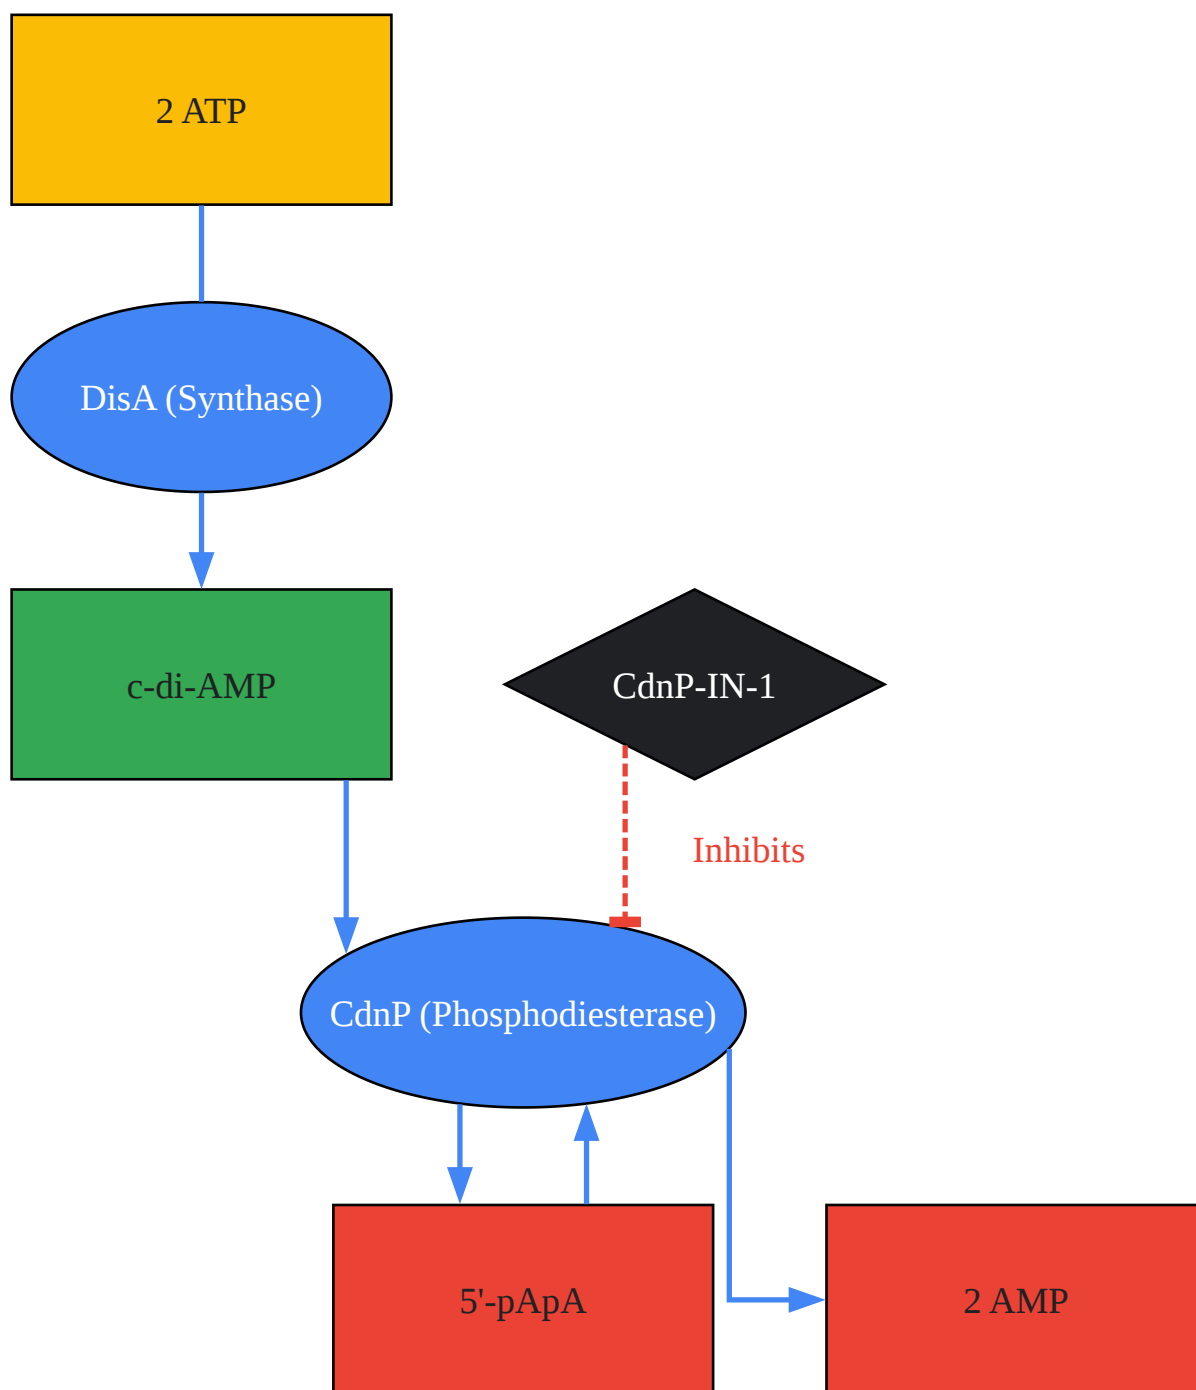 2 ATP
DisA (Synthase)
c-di-AMP
CdnP-IN-1
Inhibits
CdnP (Phosphodiesterase)
5'-pApA
2 AMP